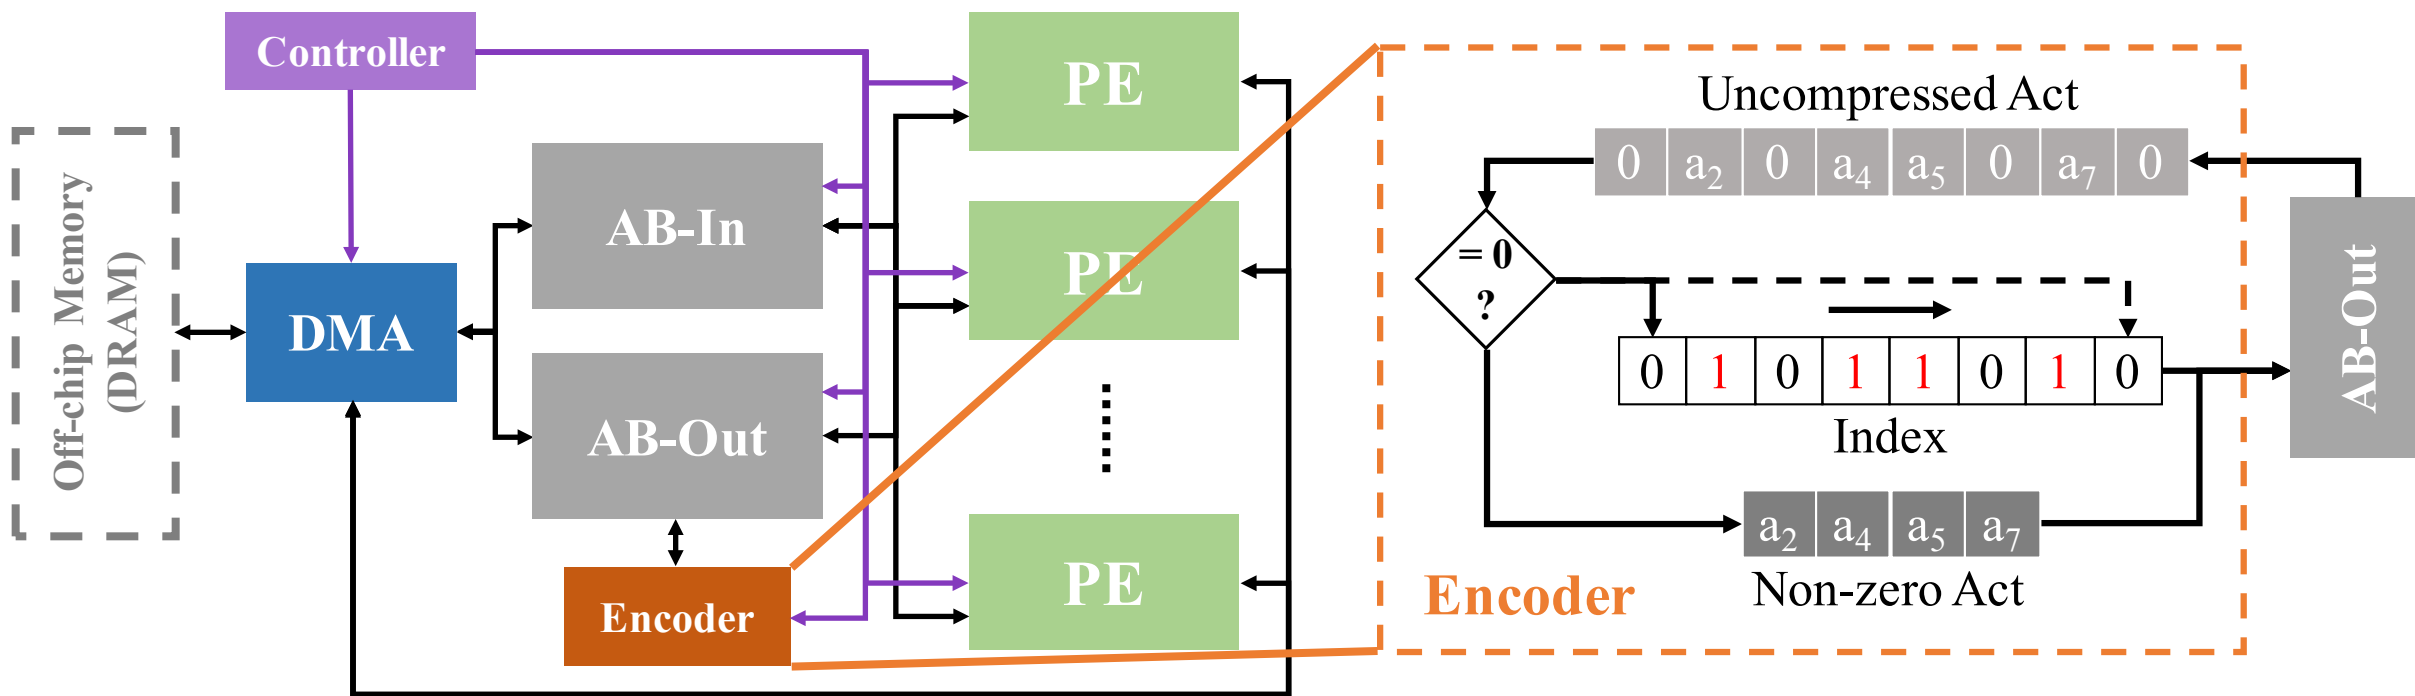 Controller
Off-chip Memory
(DRAM)
DMA
AB-In
AB-Out
Encoder
PE
PE
PE
Uncompressed Act
0 a2 0 a4 a5 0 a7 0
= 0
?
0 1 0 1 1 0 1 0
Index
a2 a4 a5 a7
Non-zero Act
Encoder
AB-Out